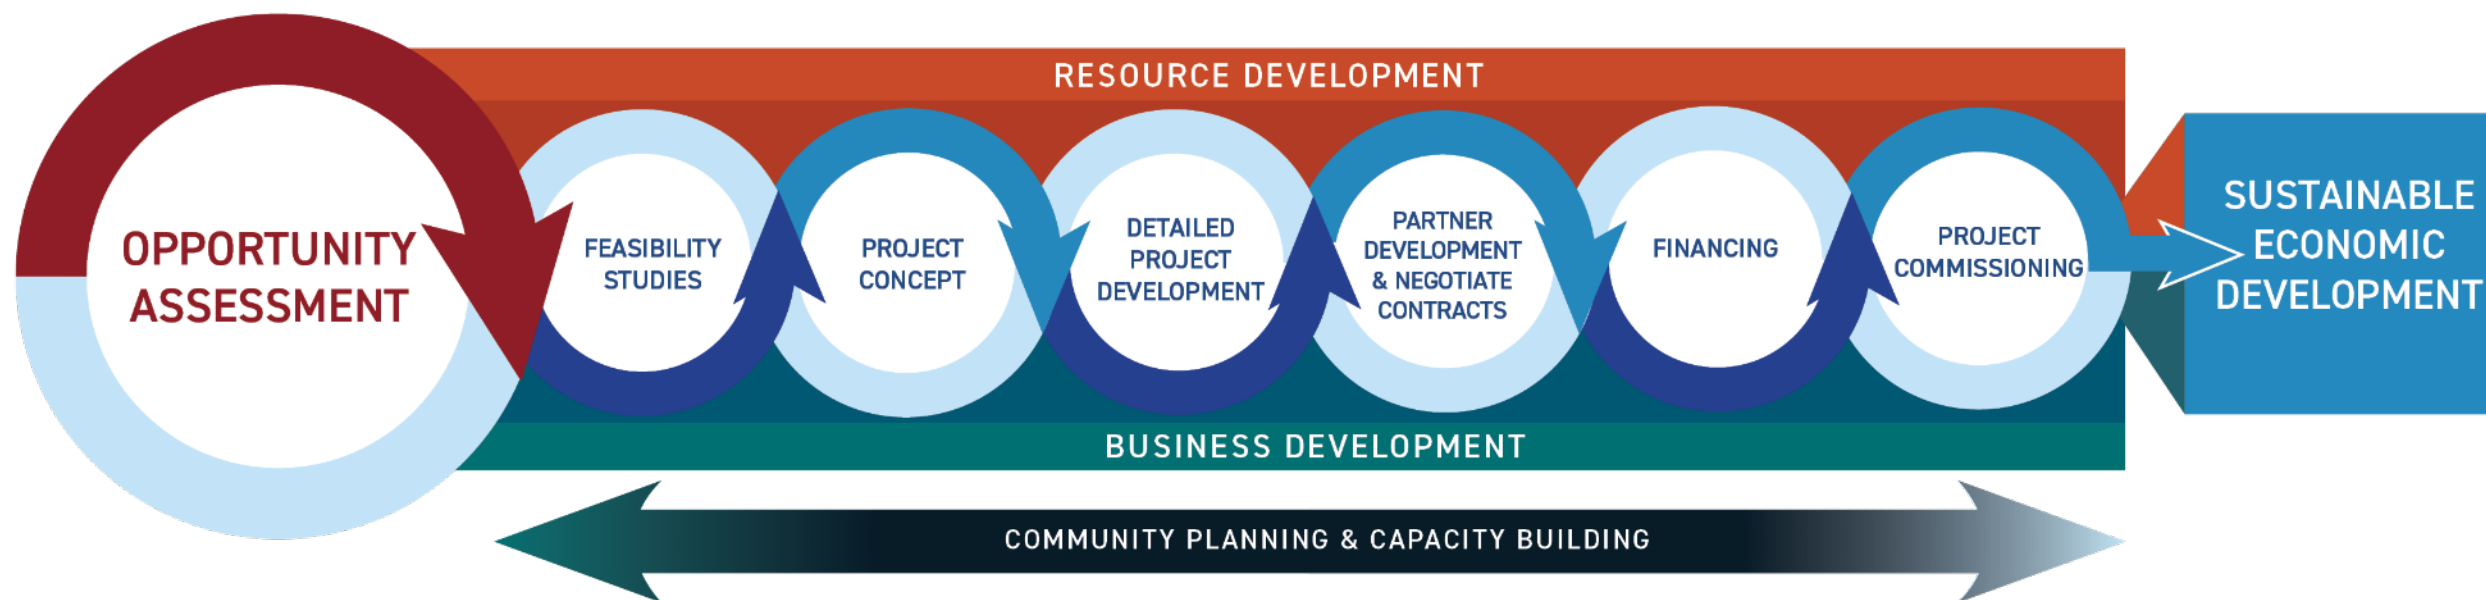 RESOURCE DEVELOPMENT
OPPORTUNITY
ASSESSMENT
FEASIBILITY
STUDIES
PROJECT
CONCEPT
DETAILED
PROJECT
DEVELOPMENT
PARTNER
DEVELOPMENT
& NEGOTIATE
CONTRACTS
FINANCING
PROJECT
COMMISSIONING
SUSTAINABLE
ECONOMIC
DEVELOPMENT
BUSINESS DEVELOPMENT
COMMUNITY PLANNING & CAPACITY BUILDING